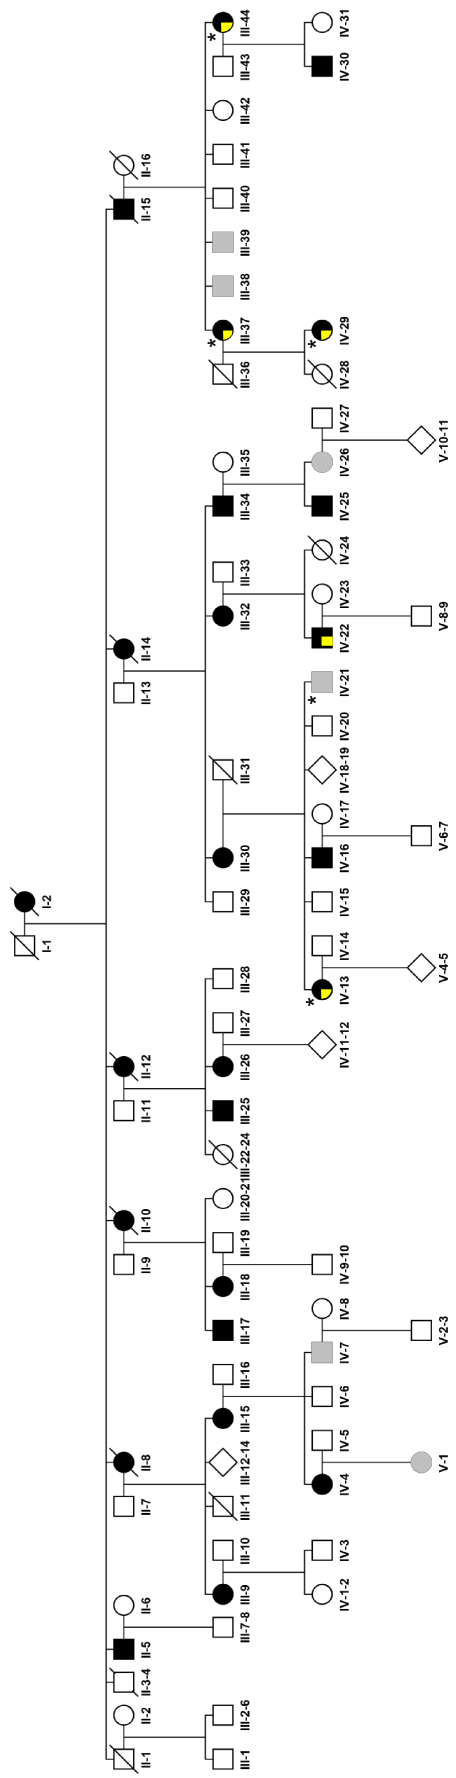 I-1 I-2
II-1 II-2 II-3-4 II-5 II-6 II-7 II-8 II-9 II-10 II-11 II-12 II-13 II-14 II-15 II-16
III-1 III-2-6 III-7-8 III-9 III-10 III-11 III-12-14 III-15 III-16 III-17 III-18 III-19 III-20-21 III-22-24 III-25 III-26 III-27 III-28 III-29 III-30 III-31 III-32 III-33 III-34 III-35 III-36 * III-37 III-38 III-39 III-40 III-41 III-42 III-43 * III-44
IV-1-2 IV-3 IV-4 IV-5 IV-6 IV-7 IV-8 IV-9-10 IV-11-12 * IV-13 IV-14 IV-15 IV-16 IV-17 IV-18-19 IV-20 * IV-21 IV-22 IV-23 IV-24 IV-25 IV-26 IV-27 IV-28 * IV-29 IV-30 IV-31
V-1 V-2-3 V-4-5 V-6-7 V-8-9 V-10-11